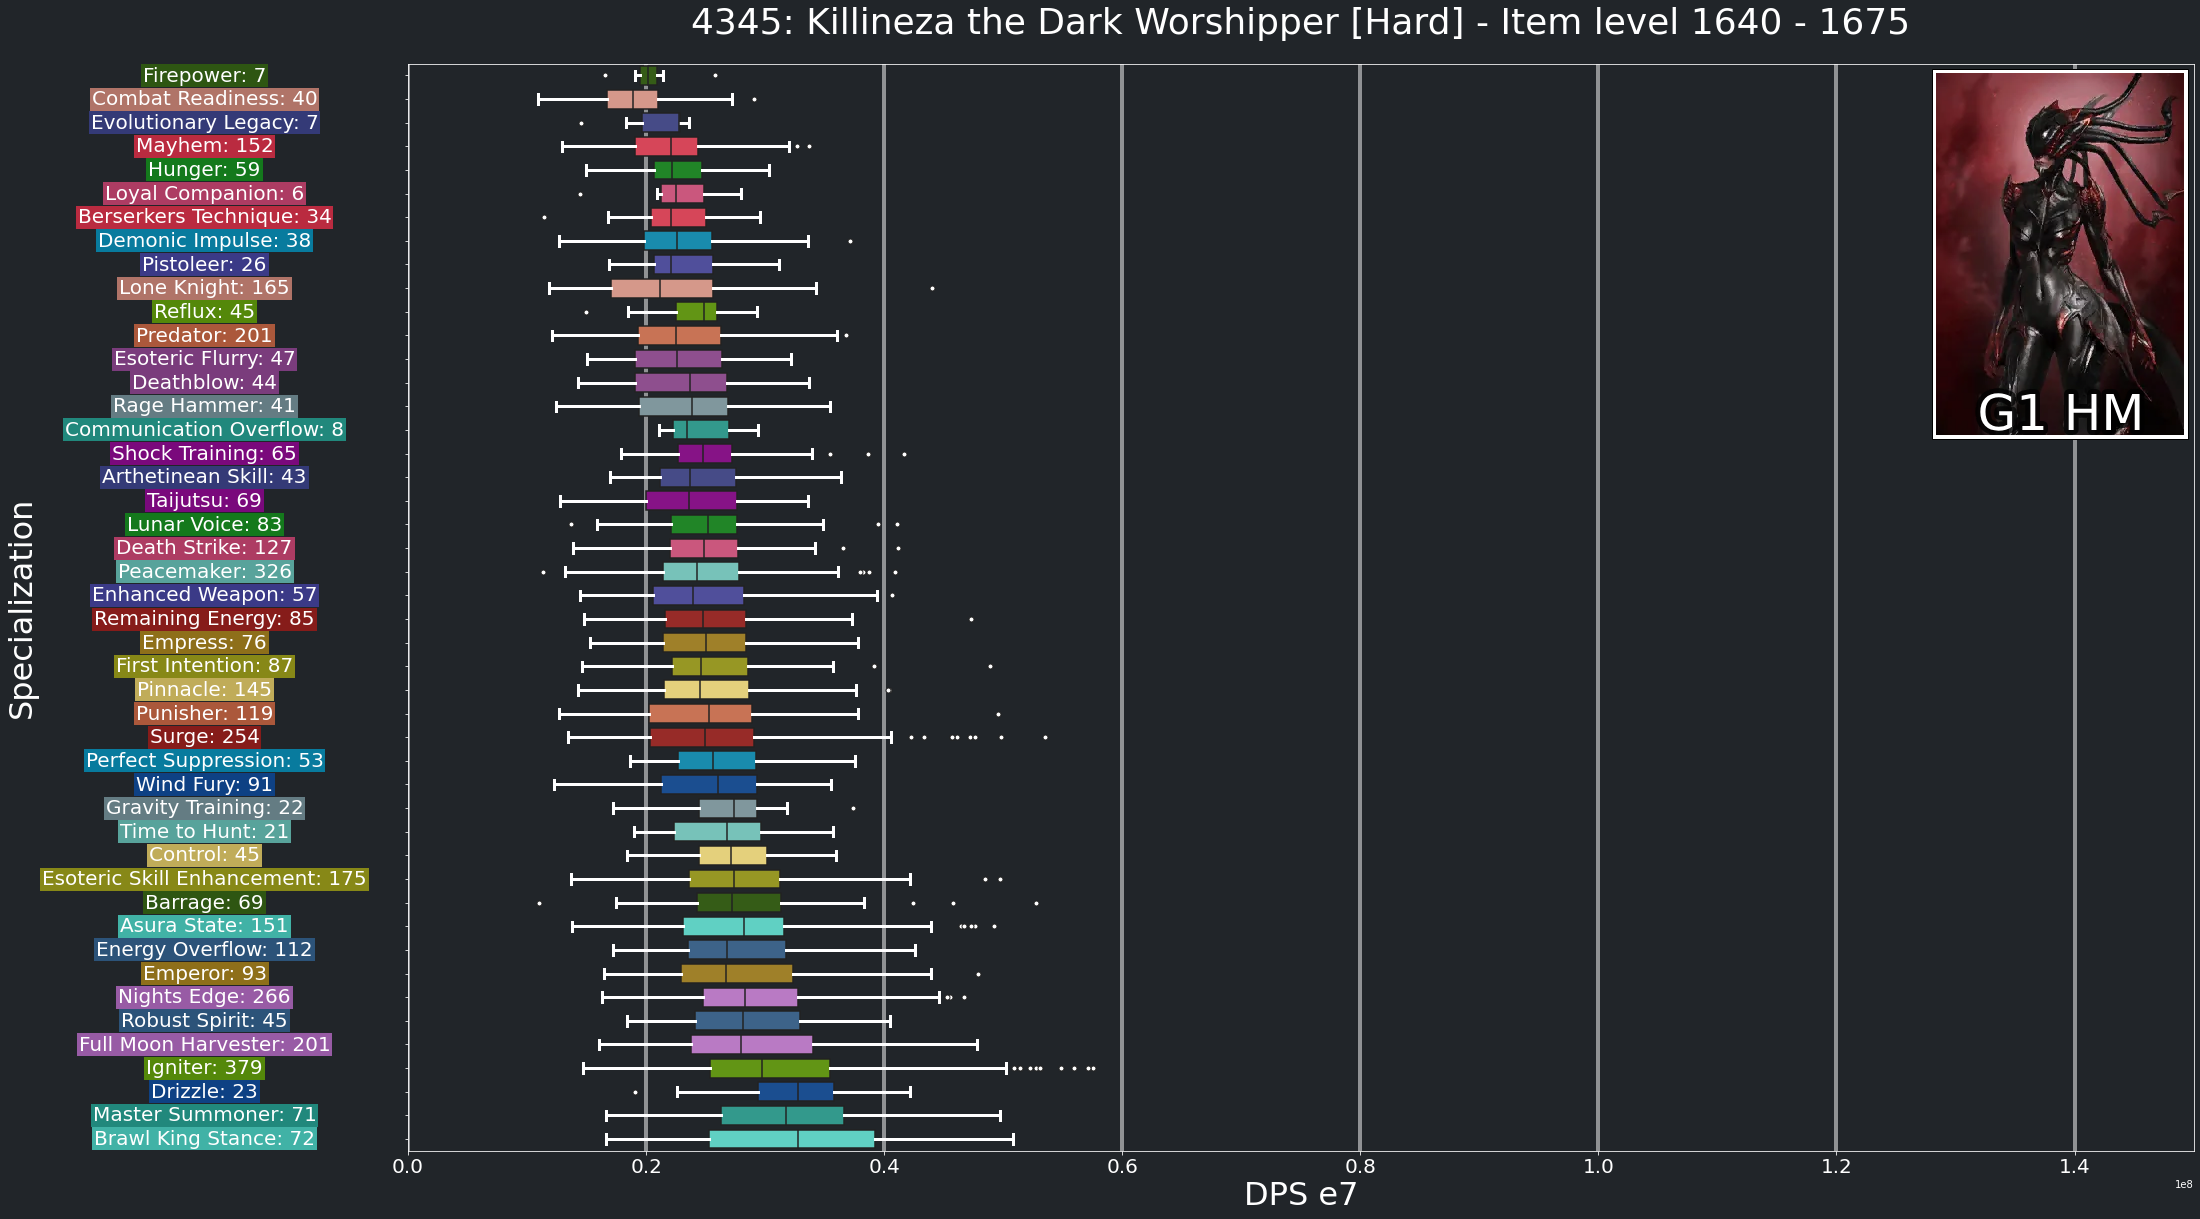 4345: Killineza the Dark Worshipper [Hard] - Item level 1640 - 1675
Specialization
Firepower: 7
Combat Readiness: 40
Evolutionary Legacy: 7
Mayhem: 152
Hunger: 59
Loyal Companion: 6
Berserkers Technique: 34
Demonic Impulse: 38
Pistoleer: 26
Lone Knight: 165
Reflux: 45
Predator: 201
Esoteric Flurry: 47
Deathblow: 44
Rage Hammer: 41
Communication Overflow: 8
Shock Training: 65
Arthetinean Skill: 43
Taijutsu: 69
Lunar Voice: 83
Death Strike: 127
Peacemaker: 326
Enhanced Weapon: 57
Remaining Energy: 85
Empress: 76
First Intention: 87
Pinnacle: 145
Punisher: 119
Surge: 254
Perfect Suppression: 53
Wind Fury: 91
Gravity Training: 22
Time to Hunt: 21
Control: 45
Esoteric Skill Enhancement: 175
Barrage: 69
Asura State: 151
Energy Overflow: 112
Emperor: 93
Nights Edge: 266
Robust Spirit: 45
Full Moon Harvester: 201
Igniter: 379
Drizzle: 23
Master Summoner: 71
Brawl King Stance: 72
G1 HM
0.0 0.2 0.4 0.6 0.8 1.0 1.2 1.4
1e8
DPS e7